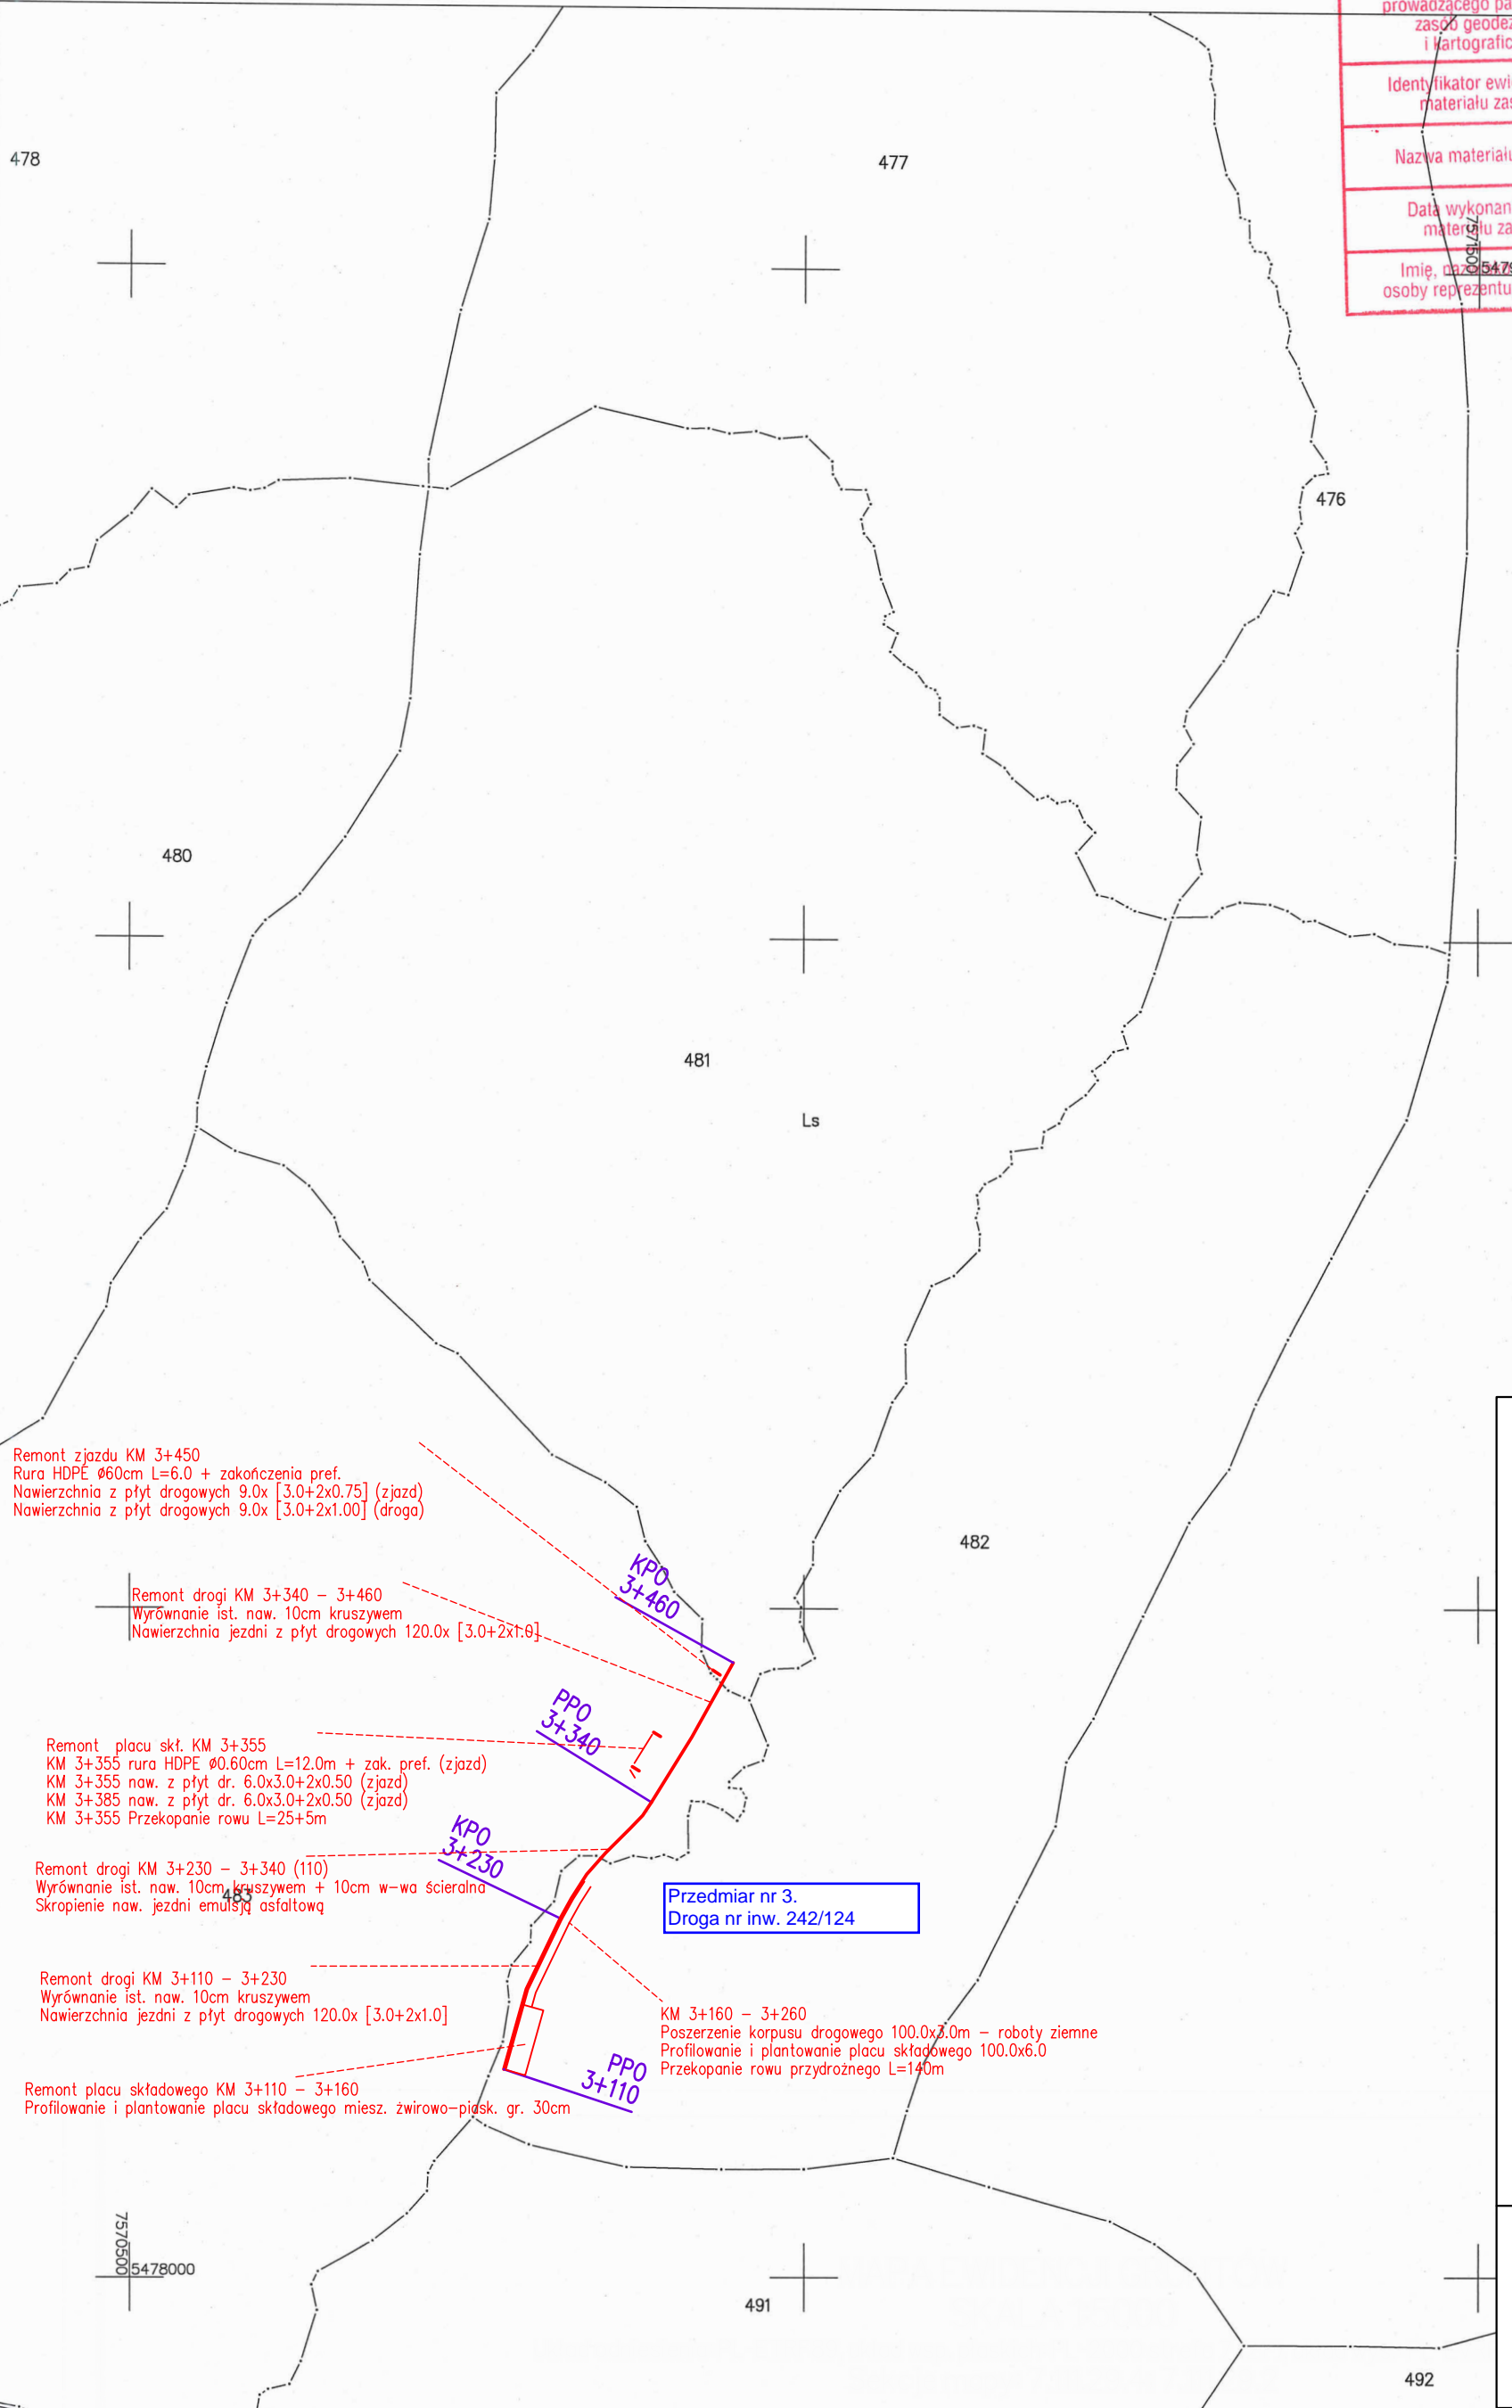 prowadzącego
zasób
i kartografic
Identyfikator
materiału
Nazwa materiału
Data
materiału
Imię,
osoby
7571500
478
477
476
480
481
Ls
Remont zjazdu KM 3+450
Rura HDPE ø60cm L=6.0 + zakończenia pref.
Nawierzchnia z płyt drogowych 9.0x [3.0+2x0.75] (zjazd)
Nawierzchnia z płyt drogowych 9.0x [3.0+2x1.00] (droga)
482
KPO
3+460
Remont drogi KM 3+340 – 3+460
Wyrównanie ist. naw. 10cm kruszywem
Nawierzchnia jezdni z płyt drogowych 120.0x [3.0+2x1.0]
PPO
3+340
Remont placu skł. KM 3+355
KM 3+355 rura HDPE ø0.60cm L=12.0m + zak. pref. (zjazd)
KM 3+355 naw. z płyt dr. 6.0x3.0+2x0.50 (zjazd)
KM 3+385 naw. z płyt dr. 6.0x3.0+2x0.50 (zjazd)
KM 3+355 Przekopanie rowu L=25+5m
KPO
3+230
Remont drogi KM 3+230 – 3+340 (110)
Wyrównanie ist. naw. 10cm kruszywem + 10cm w-wa ścieralna
Skropienie naw. jezdni emulsją asfaltową
483
Przedmiar nr 3.
Droga nr inw. 242/124
Remont drogi KM 3+110 – 3+230
Wyrównanie ist. naw. 10cm kruszywem
Nawierzchnia jezdni z płyt drogowych 120.0x [3.0+2x1.0]
KM 3+160 – 3+260
Poszerzenie korpusu drogowego 100.0x3.0m – roboty ziemne
Profilowanie i plantowanie placu składowego 100.0x6.0
Przekopanie rowu przydrożnego L=140m
PPO
3+110
Remont placu składowego KM 3+110 – 3+160
Profilowanie i plantowanie placu składowego miesz. żwirowo-piask. gr. 30cm
7570500
5478000
491
492